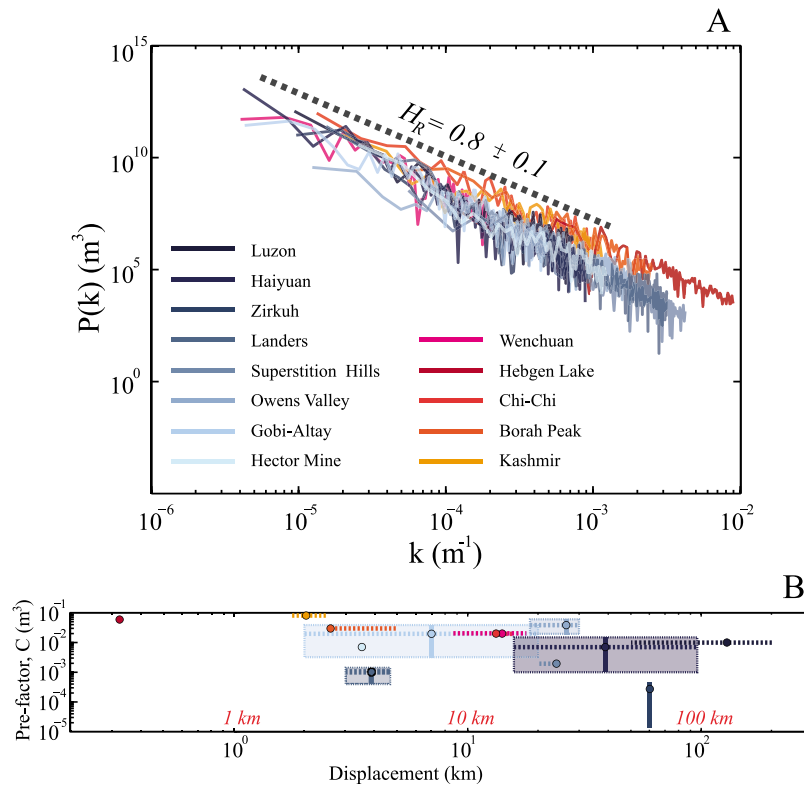 A
10^15
10^10
10^5
10^0
P(k) (m^3)
H_R = 0.8 ± 0.1
Luzon
Haiyuan
Zirkuh
Landers
Superstition Hills
Owens Valley
Gobi-Altay
Hector Mine
Wenchuan
Hebgen Lake
Chi-Chi
Borah Peak
Kashmir
10^-6
10^-5
10^-4
10^-3
10^-2
k (m^-1)
B
10^-1
10^-2
10^-3
10^-4
10^-5
Pre-factor, C (m^3)
1 km
10 km
100 km
10^0
10^1
10^2
Displacement (km)